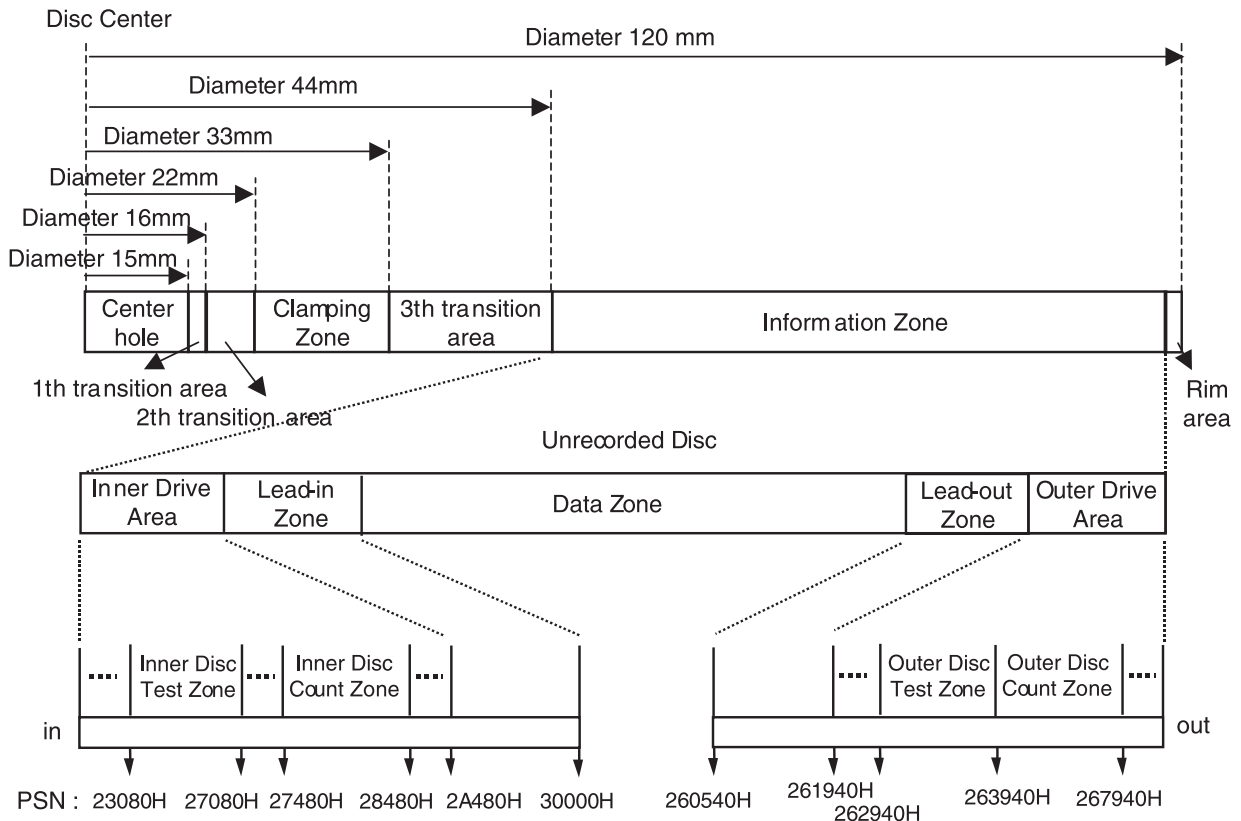 Disc Center
Diameter 120 mm
Diameter 44mm
Diameter 33mm
Diameter 22mm
Diameter 16mm
Diameter 15mm
Center
hole
Clamping
Zone
3th transition
area
Information Zone
1th transition area
2th transition area
Rim
area
Unrecorded Disc
Inner Drive
Area
Lead-in
Zone
Data Zone
Lead-out
Zone
Outer Drive
Area
Inner Disc
Test Zone
Inner Disc
Count Zone
Outer Disc
Test Zone
Outer Disc
Count Zone
in
out
PSN : 23080H 27080H 27480H 28480H 2A480H 30000H 260540H 261940H 262940H 263940H 267940H